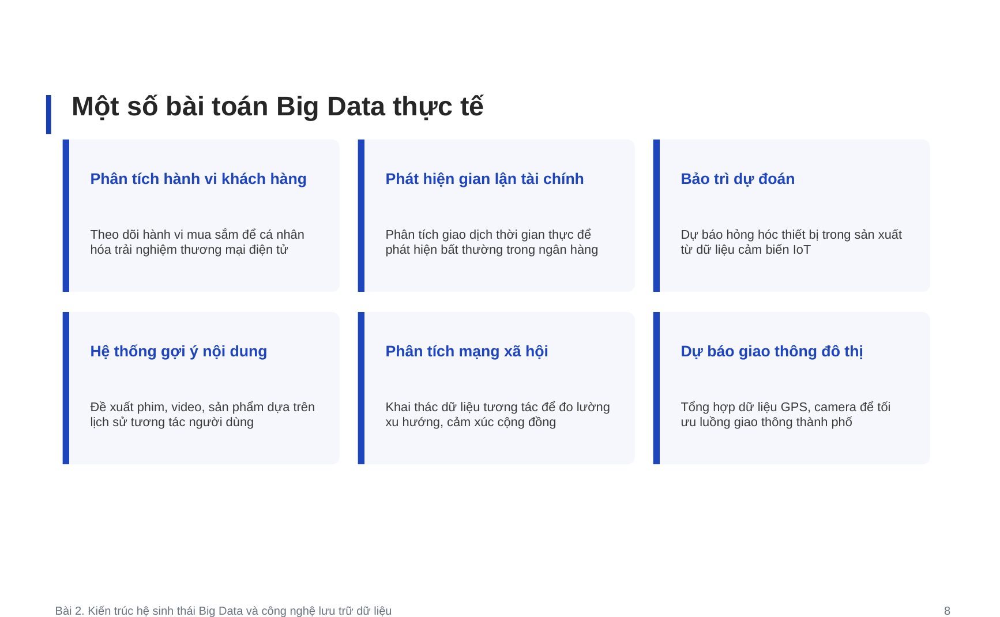 Một số bài toán Big Data thực tế
Phân tích hành vi khách hàng
Theo dõi hành vi mua sắm để cá nhân
hóa trải nghiệm thương mại điện tử
Phát hiện gian lận tài chính
Phân tích giao dịch thời gian thực để
phát hiện bất thường trong ngân hàng
Bảo trì dự đoán
Dự báo hỏng hóc thiết bị trong sản xuất
từ dữ liệu cảm biến IoT
Hệ thống gợi ý nội dung
Đề xuất phim, video, sản phẩm dựa trên
lịch sử tương tác người dùng
Phân tích mạng xã hội
Khai thác dữ liệu tương tác để đo lường
xu hướng, cảm xúc cộng đồng
Dự báo giao thông đô thị
Tổng hợp dữ liệu GPS, camera để tối
ưu luồng giao thông thành phố
Bài 2. Kiến trúc hệ sinh thái Big Data và công nghệ lưu trữ dữ liệu
8